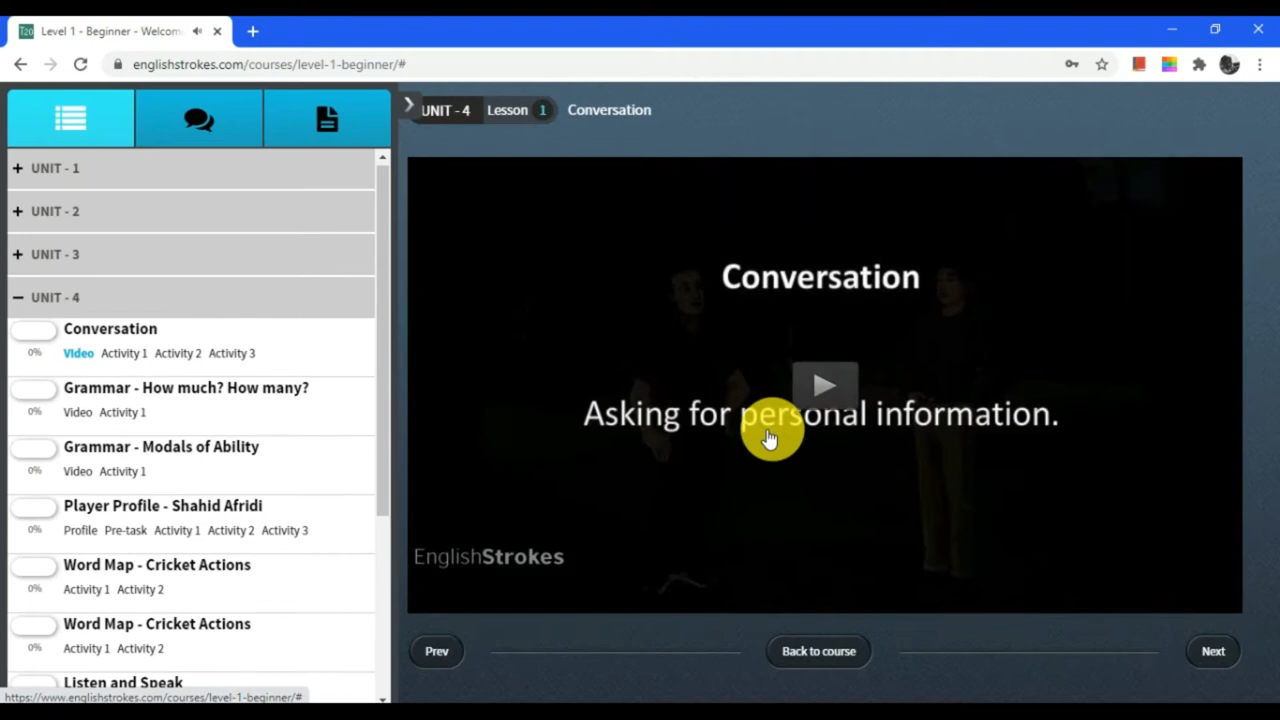 Level 1 - Beginner - Welcom
englishstrokes.com/courses/level-1-beginner/#
UNIT - 4 Lesson 1 Conversation
+ UNIT - 1
+ UNIT - 2
+ UNIT - 3
− UNIT - 4
Conversation
0% Video Activity 1 Activity 2 Activity 3
Grammar - How much? How many?
0% Video Activity 1
Grammar - Modals of Ability
0% Video Activity 1
Player Profile - Shahid Afridi
0% Profile Pre-task Activity 1 Activity 2 Activity 3
Word Map - Cricket Actions
0% Activity 1 Activity 2
Word Map - Cricket Actions
0% Activity 1 Activity 2
Listen and Speak
https://www.englishstrokes.com/courses/level-1-beginner/#
Conversation
Asking for personal information.
EnglishStrokes
Prev Back to course Next